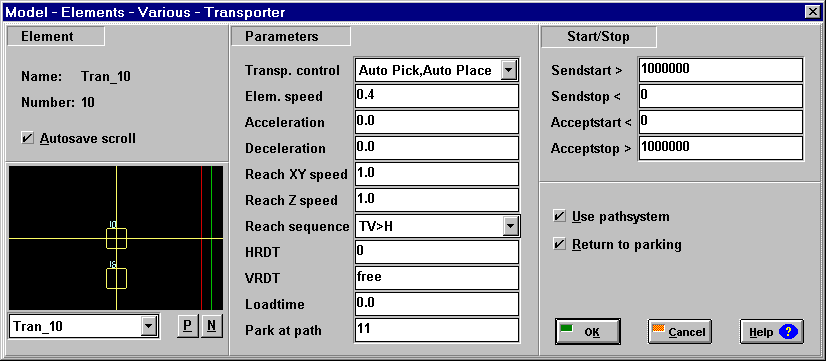 Model - Elements - Various - Transporter
Element
Name: Tran_10
Number: 10
Autosave scroll
10
18
Tran_10
P N
Parameters
Transp. control Auto Pick,Auto Place
Elem. speed 0.4
Acceleration 0.0
Deceleration 0.0
Reach XY speed 1.0
Reach Z speed 1.0
Reach sequence TV>H
HRDT 0
VRDT free
Loadtime 0.0
Park at path 11
Start/Stop
Sendstart > 1000000
Sendstop < 0
Acceptstart < 0
Acceptstop > 1000000
Use pathsystem
Return to parking
OK Cancel Help ?